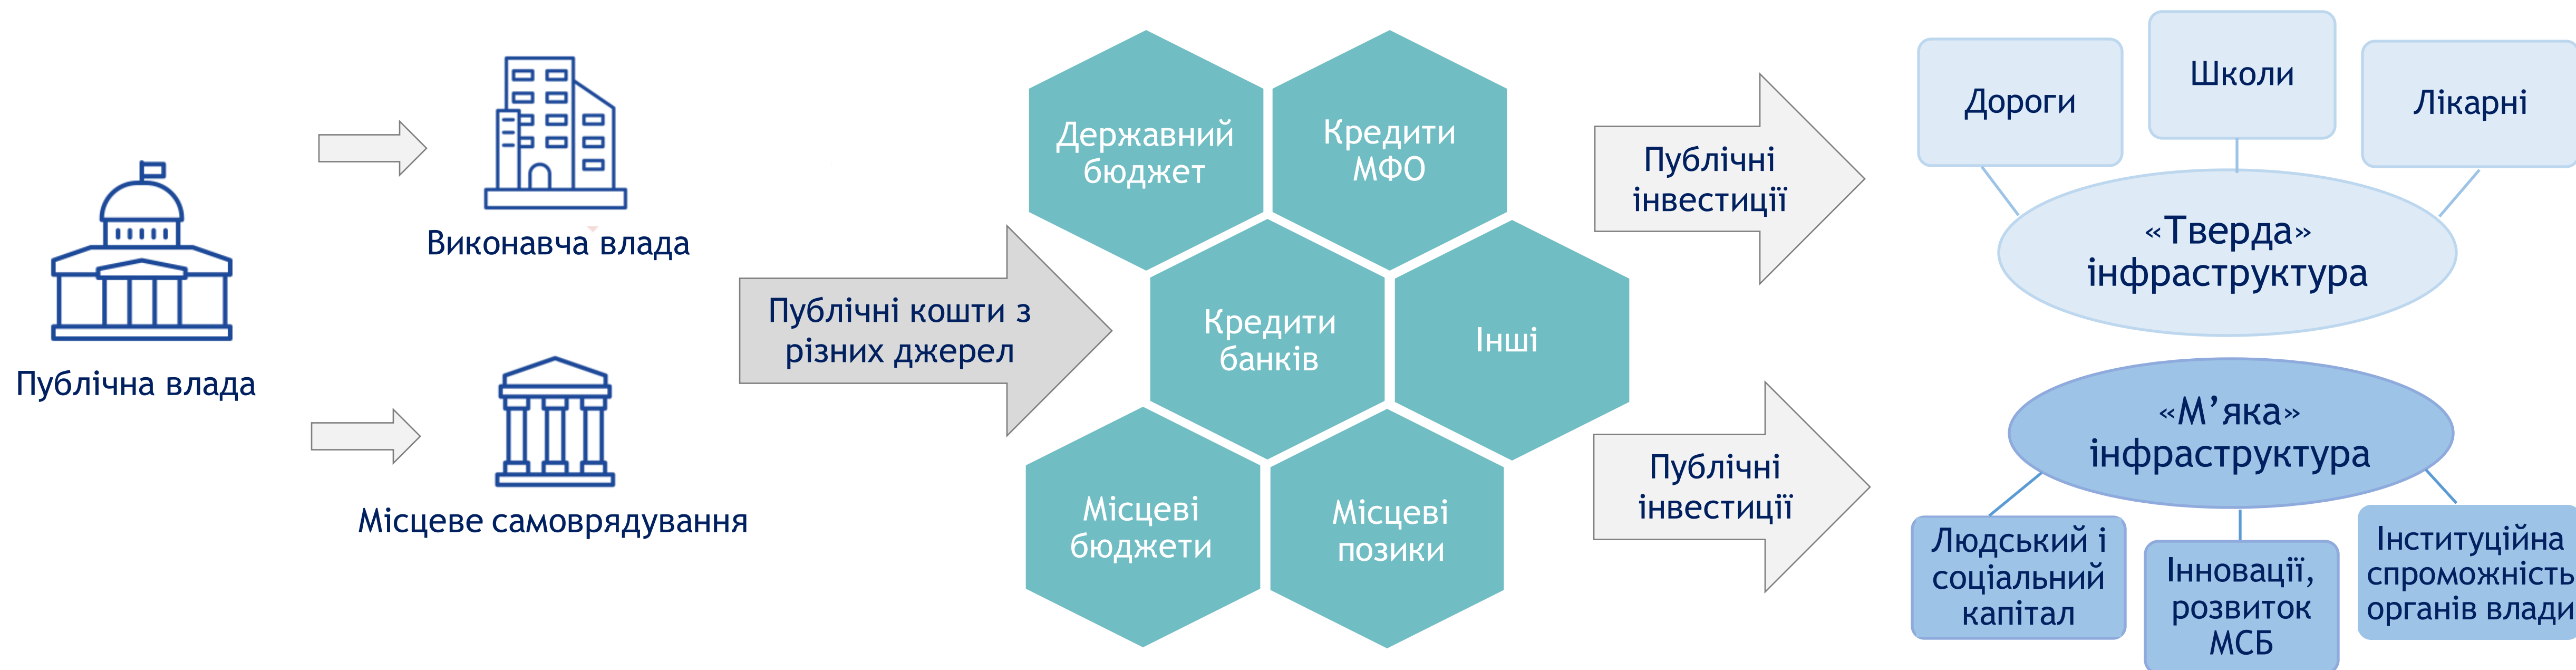 Публічна влада
Виконавча влада
Місцеве самоврядування
Публічні кошти з
різних джерел
Державний
бюджет
Кредити
МФО
Кредити
банків
Інші
Місцеві
бюджети
Місцеві
позики
Публічні
інвестиції
Публічні
інвестиції
Дороги
Школи
Лікарні
«Тверда»
інфраструктура
«М’яка»
інфраструктура
Людський і
соціальний
капітал
Інновації,
розвиток
МСБ
Інституційна
спроможність
органів влади